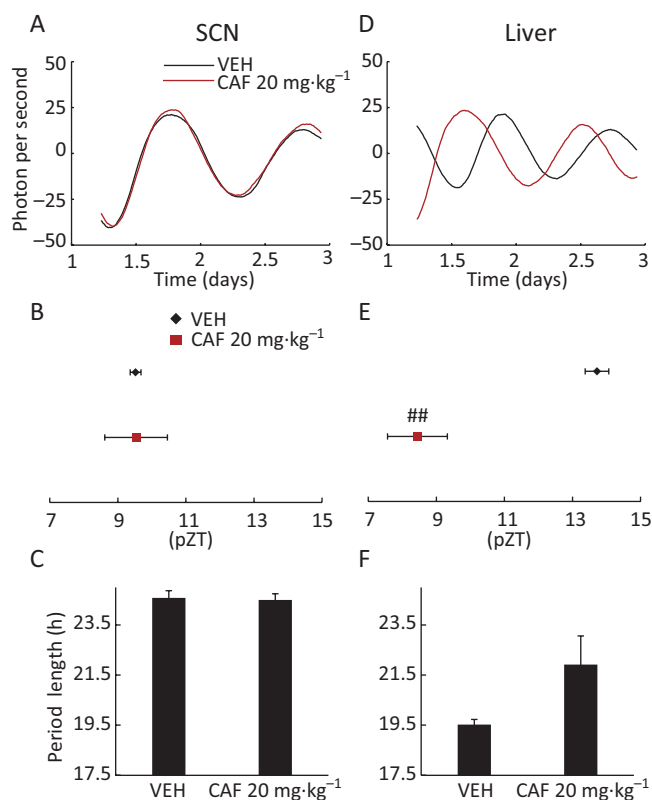 A
SCN
VEH
CAF 20 mg·kg⁻¹
Photon per second
50
25
0
−25
−50
1
1.5
2
2.5
3
Time (days)
D
Liver
50
25
0
−25
−50
1
1.5
2
2.5
3
Time (days)
B
VEH
CAF 20 mg·kg⁻¹
7
9
11
13
15
(pZT)
E
##
7
9
11
13
15
(pZT)
C
Period length (h)
23.5
21.5
19.5
17.5
VEH
CAF 20 mg·kg⁻¹
F
23.5
21.5
19.5
17.5
VEH
CAF 20 mg·kg⁻¹